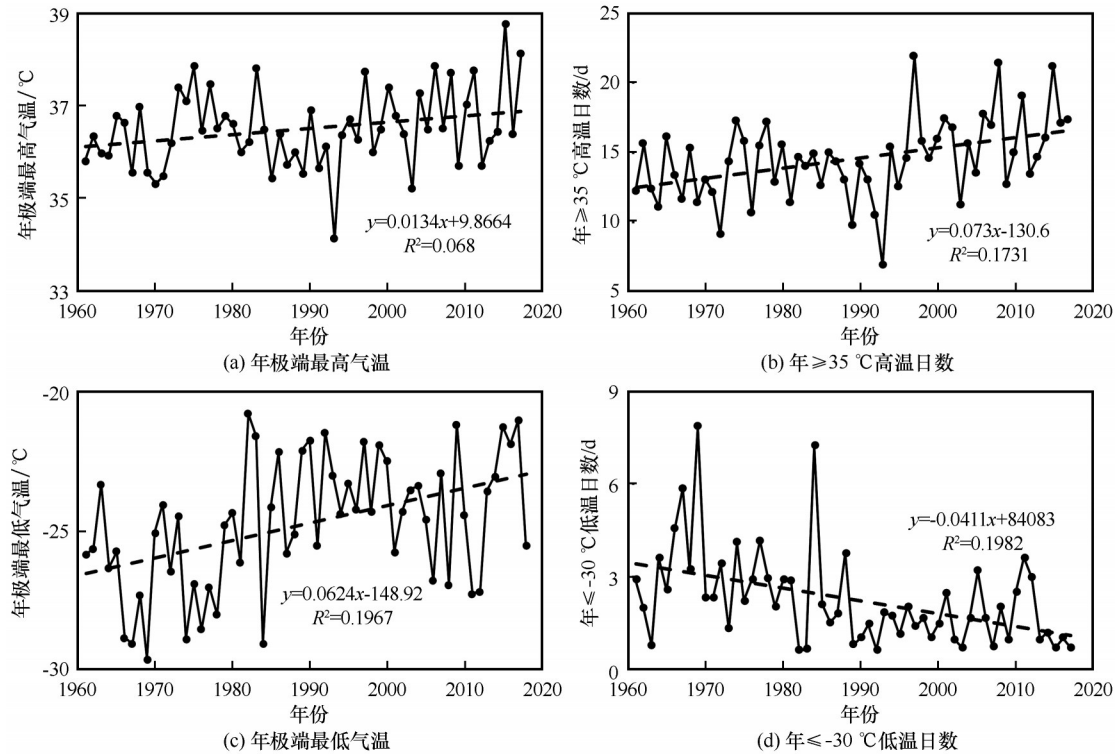 39
37
35
33
年极端最高气温/℃
y=0.0134x+9.8664
R²=0.068
1960 1970 1980 1990 2000 2010 2020
年份
(a) 年极端最高气温
25
20
15
10
5
年≥35 ℃高温日数/d
y=0.073x-130.6
R²=0.1731
1960 1970 1980 1990 2000 2010 2020
年份
(b) 年≥35 ℃高温日数
-20
-25
-30
年极端最低气温/℃
y=0.0624x-148.92
R²=0.1967
1960 1970 1980 1990 2000 2010 2020
年份
(c) 年极端最低气温
9
6
3
0
年≤-30 ℃低温日数/d
y=-0.0411x+84083
R²=0.1982
1960 1970 1980 1990 2000 2010 2020
年份
(d) 年≤-30 ℃低温日数